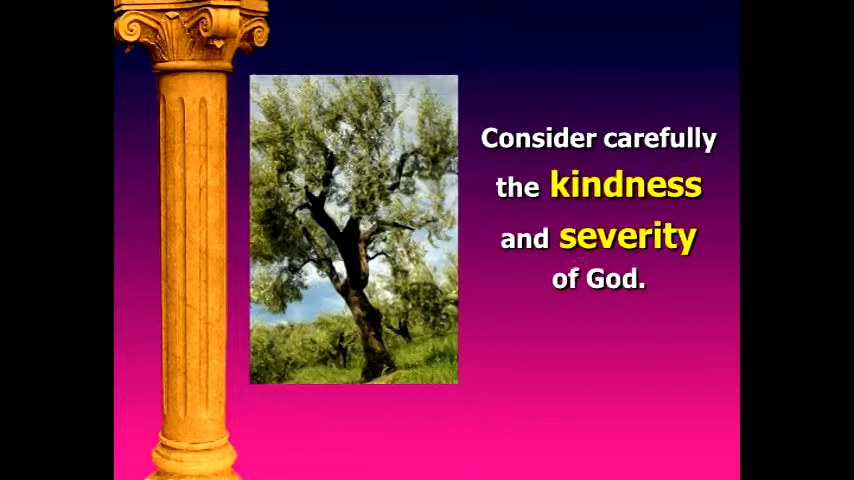 Consider carefully
the kindness
and severity
of God.